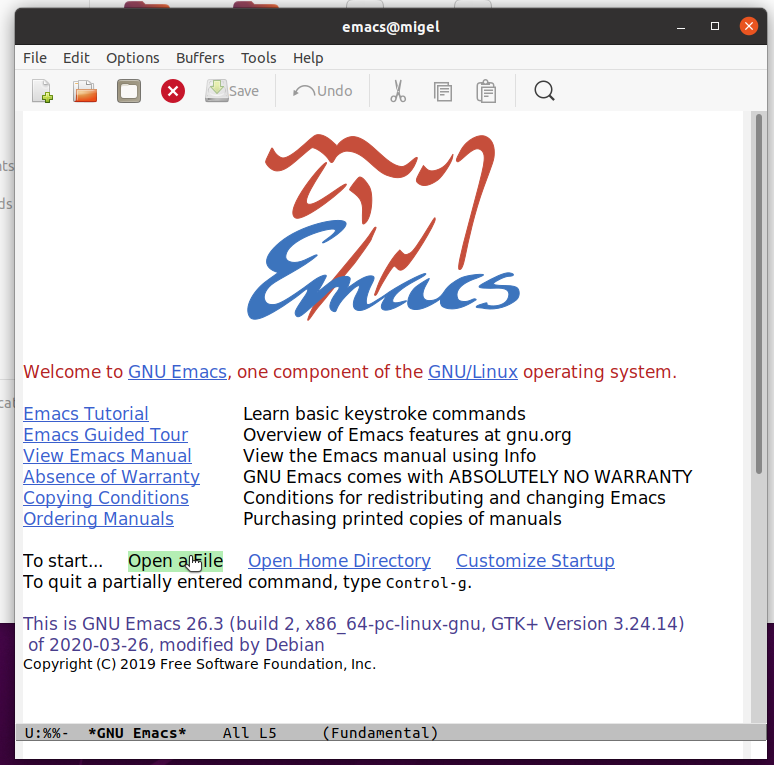 emacs@migel
File Edit Options Buffers Tools Help
Save Undo
nts
ds
Emacs
Welcome to GNU Emacs, one component of the GNU/Linux operating system.
Emacs Tutorial Learn basic keystroke commands
Emacs Guided Tour Overview of Emacs features at gnu.org
View Emacs Manual View the Emacs manual using Info
cat
Absence of Warranty GNU Emacs comes with ABSOLUTELY NO WARRANTY
Copying Conditions Conditions for redistributing and changing Emacs
Ordering Manuals Purchasing printed copies of manuals
To start... Open a File Open Home Directory Customize Startup
To quit a partially entered command, type Control-g.
This is GNU Emacs 26.3 (build 2, x86_64-pc-linux-gnu, GTK+ Version 3.24.14)
of 2020-03-26, modified by Debian
Copyright (C) 2019 Free Software Foundation, Inc.
U:%%- *GNU Emacs* All L5 (Fundamental)